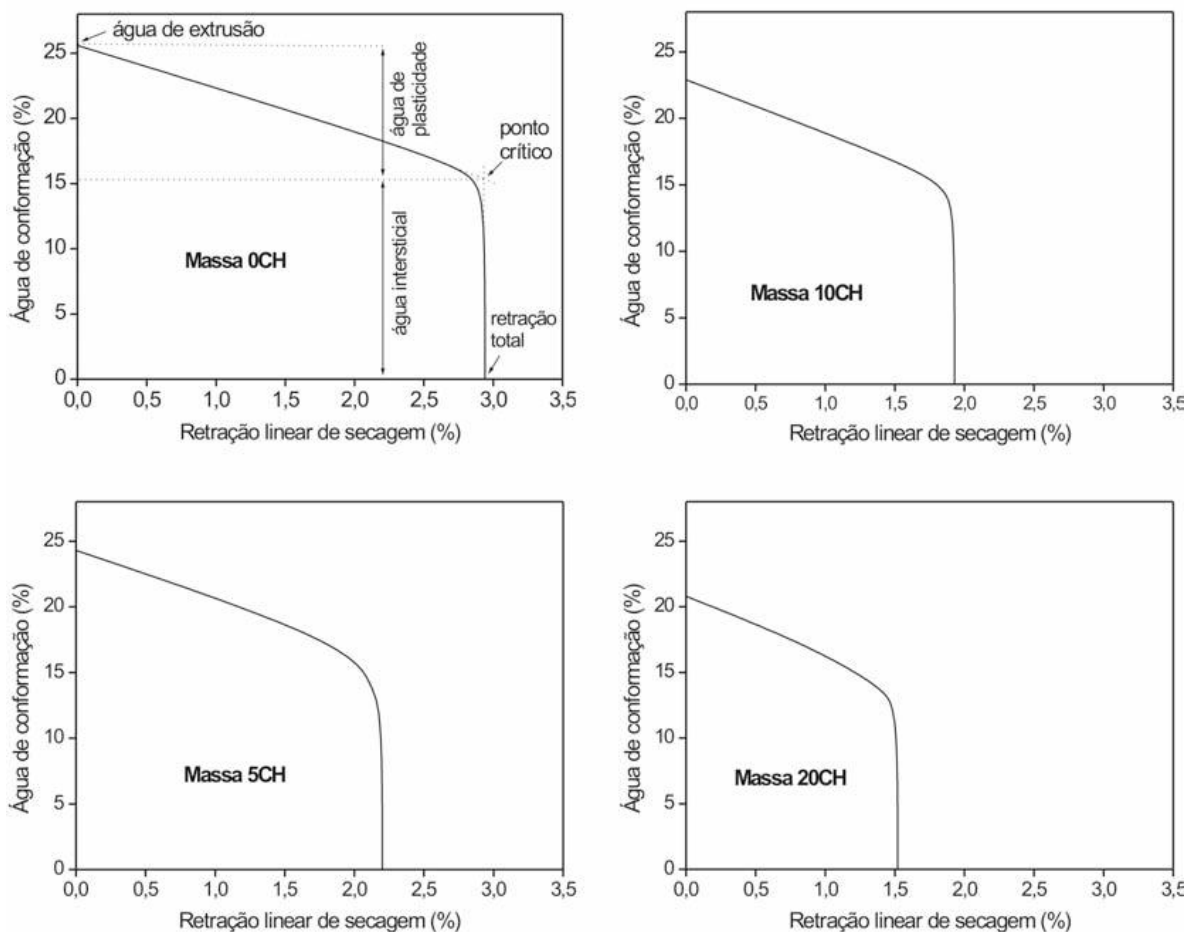 água de extrusão
25
20
15
10
5
0
Água de conformação (%)
água de
plasticidade
ponto
crítico
água intersticial
Massa 0CH
retração
total
0,0 0,5 1,0 1,5 2,0 2,5 3,0 3,5
Retração linear de secagem (%)
25
20
15
10
5
0
Água de conformação (%)
Massa 10CH
0,0 0,5 1,0 1,5 2,0 2,5 3,0 3,5
Retração linear de secagem (%)
25
20
15
10
5
0
Água de conformação (%)
Massa 5CH
0,0 0,5 1,0 1,5 2,0 2,5 3,0 3,5
Retração linear de secagem (%)
25
20
15
10
5
0
Água de conformação (%)
Massa 20CH
0,0 0,5 1,0 1,5 2,0 2,5 3,0 3,5
Retração linear de secagem (%)